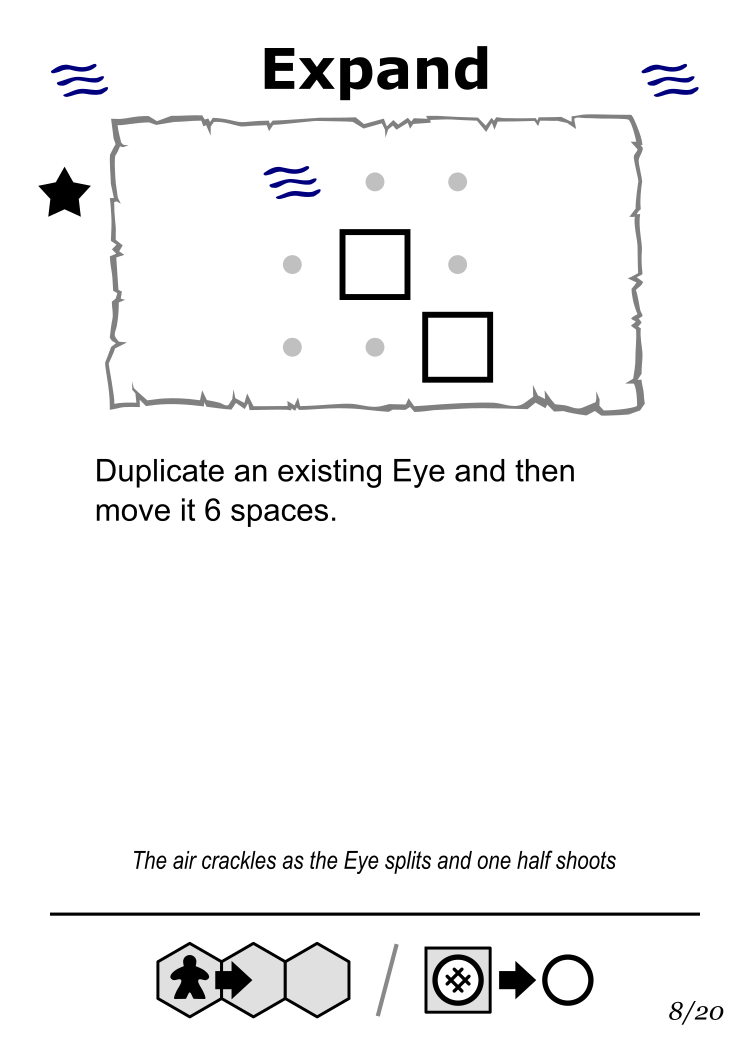 Expand
Duplicate an existing Eye and then
move it 6 spaces.
The air crackles as the Eye splits and one half shoots
8/20